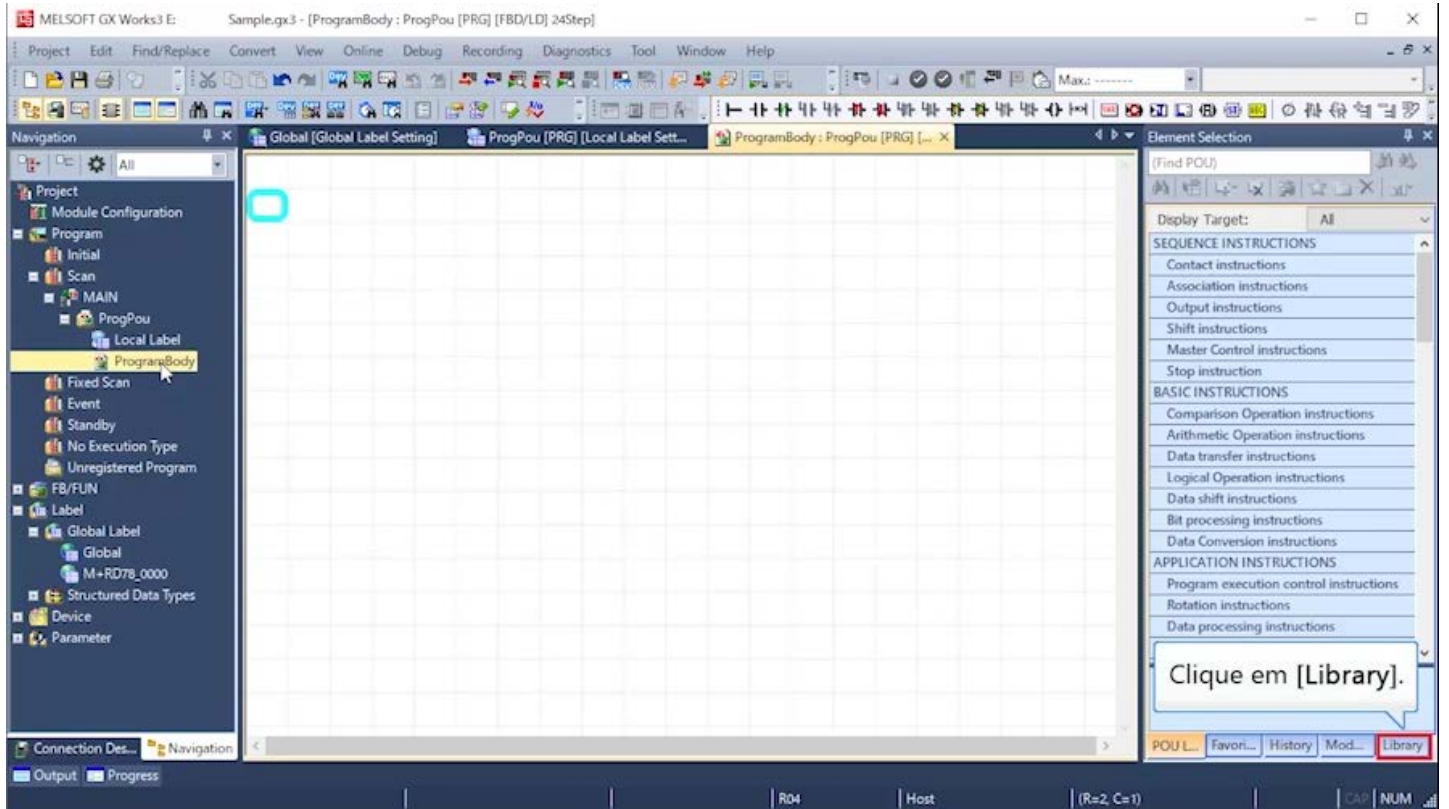 MELSOFT GX Works3 E: Sample.gx3 - [ProgramBody : ProgPou [PRG] [FBD/LD] 24Step]
Project Edit Find/Replace Convert View Online Debug Recording Diagnostics Tool Window Help
Max.: -------
Navigation
Global [Global Label Setting]
ProgPou [PRG] [Local Label Sett...
ProgramBody : ProgPou [PRG] [...
Element Selection
All
(Find POU)
Project
Module Configuration
Program
Initial
Scan
MAIN
ProgPou
Local Label
ProgramBody
Fixed Scan
Event
Standby
No Execution Type
Unregistered Program
FB/FUN
Label
Global Label
Global
M+RD78_0000
Structured Data Types
Device
Parameter
Display Target: All
SEQUENCE INSTRUCTIONS
Contact instructions
Association instructions
Output instructions
Shift instructions
Master Control instructions
Stop instruction
BASIC INSTRUCTIONS
Comparison Operation instructions
Arithmetic Operation instructions
Data transfer instructions
Logical Operation instructions
Data shift instructions
Bit processing instructions
Data Conversion instructions
APPLICATION INSTRUCTIONS
Program execution control instructions
Rotation instructions
Data processing instructions
Clique em [Library].
Connection Des... Navigation
POU L... Favori... History Mod... Library
Output Progress
R04 Host (R=2, C=1) CAP NUM